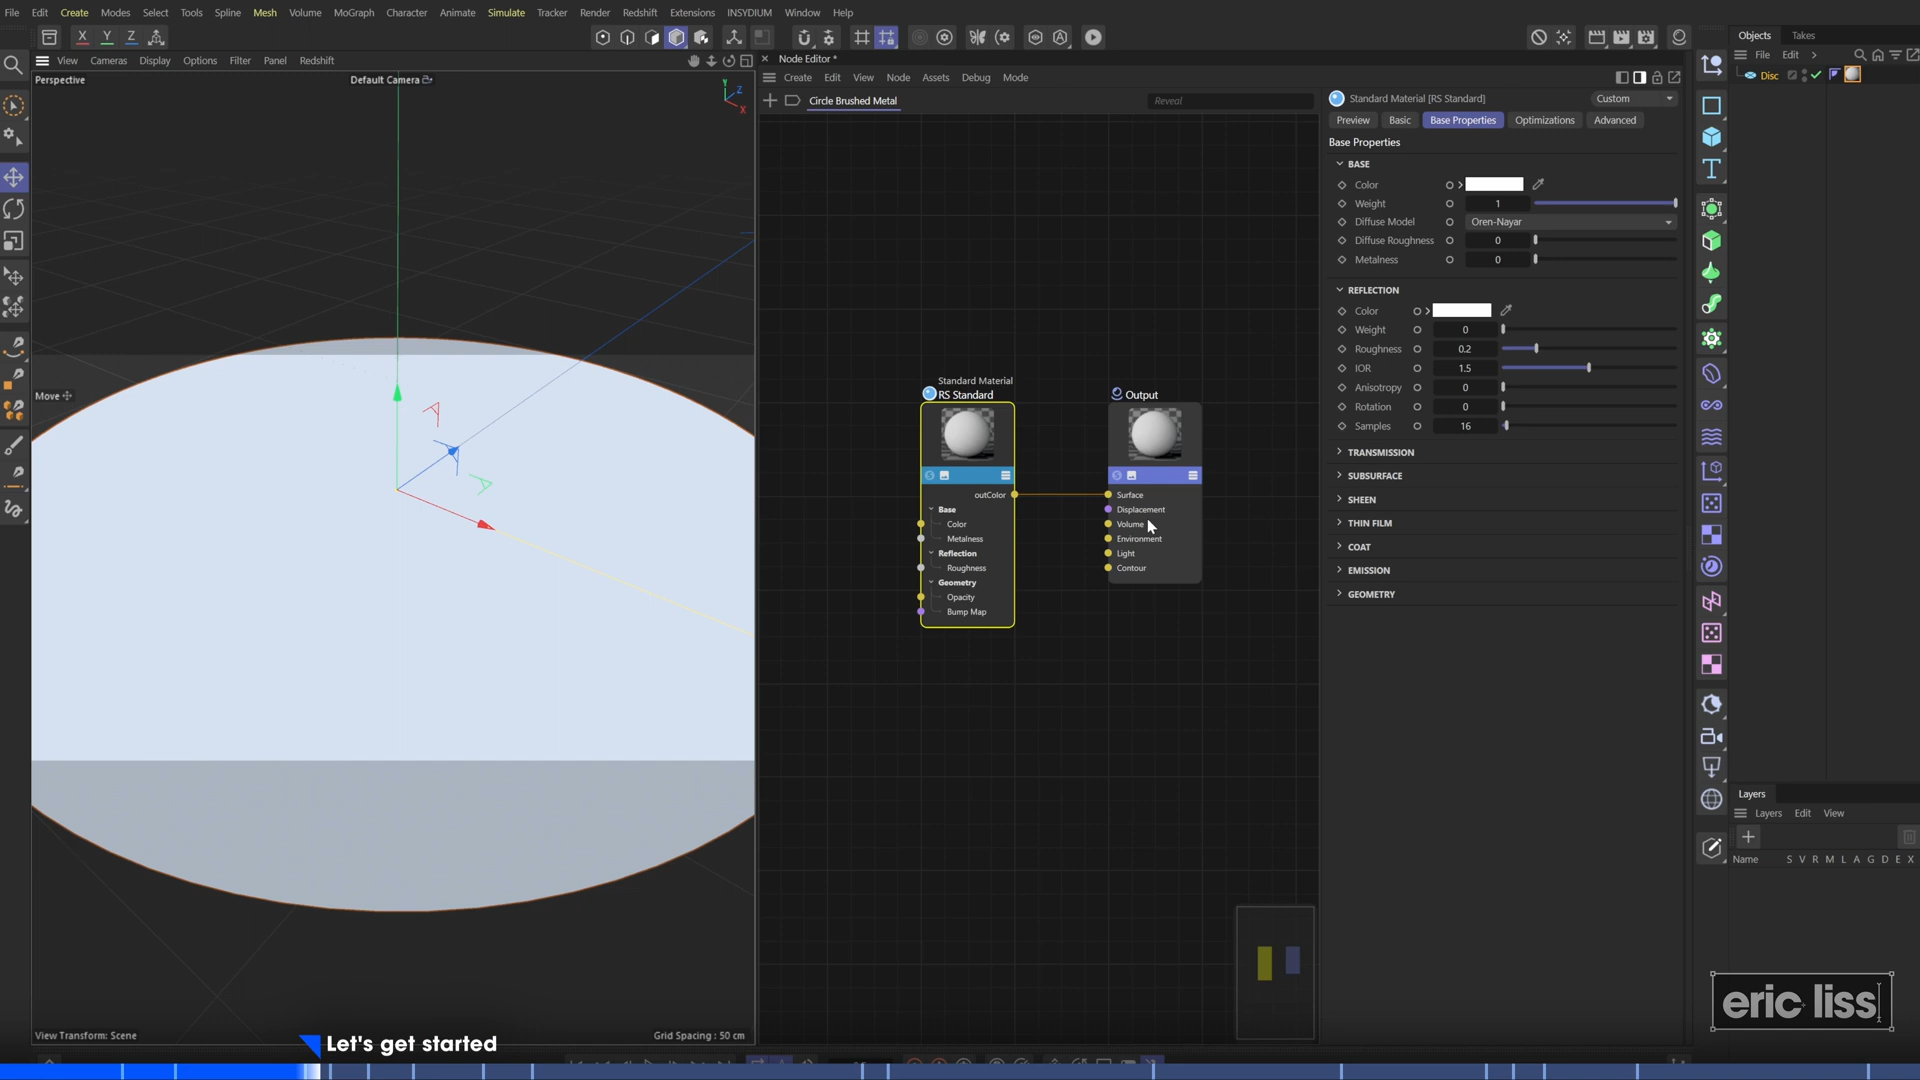 File Edit Create Modes Select Tools Spline Mesh Volume MoGraph Character Animate Simulate Tracker Render Redshift Extensions INSYDIUM Window Help
X Y Z
View Cameras Display Options Filter Panel Redshift
Perspective
Default Camera
Y
Z
X
Move
View Transform: Scene
Grid Spacing : 50 cm
Node Editor *
Create Edit View Node Assets Debug Mode
Circle Brushed Metal
Reveal
Standard Material
RS Standard
outColor
Base
Color
Metalness
Reflection
Roughness
Geometry
Opacity
Bump Map
Output
Surface
Displacement
Volume
Environment
Light
Contour
Standard Material [RS Standard]
Custom
Preview Basic Base Properties Optimizations Advanced
Base Properties
BASE
Color
Weight 1
Diffuse Model Oren-Nayar
Diffuse Roughness 0
Metalness 0
REFLECTION
Color
Weight 0
Roughness 0.2
IOR 1.5
Anisotropy 0
Rotation 0
Samples 16
TRANSMISSION
SUBSURFACE
SHEEN
THIN FILM
COAT
EMISSION
GEOMETRY
Objects Takes
File Edit
Disc
Layers
Layers Edit View
Name S V R M L A G D E X
eric liss
Let's get started